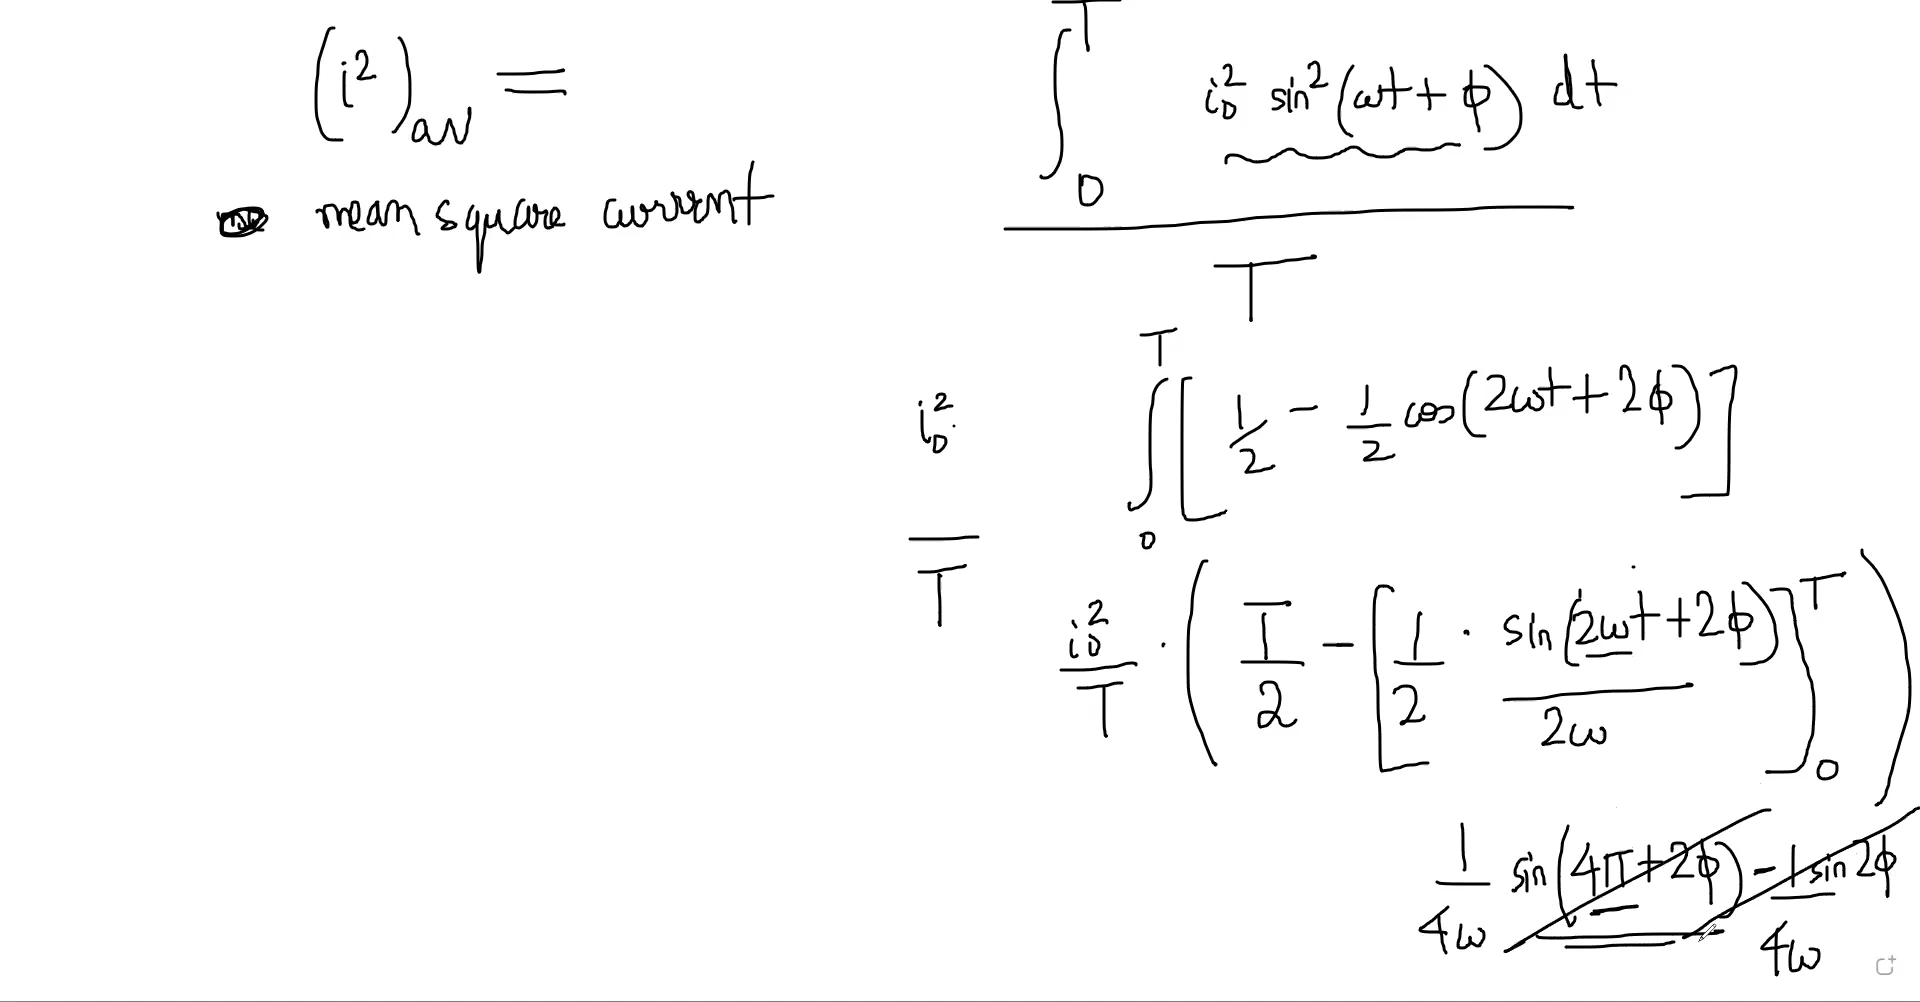 (i²)av = ∫₀ᵀ i₀² sin²(ωt + ϕ) dt / T
mean square current
i₀² / T ∫₀ᵀ [1/2 - 1/2 cos(2ωt + 2ϕ)]
i₀² / T · (T/2 - [1/2 · sin(2ωt + 2ϕ) / 2ω]₀ᵀ)
1/4ω sin(4π + 2ϕ) - 1 sin 2ϕ / 4ω